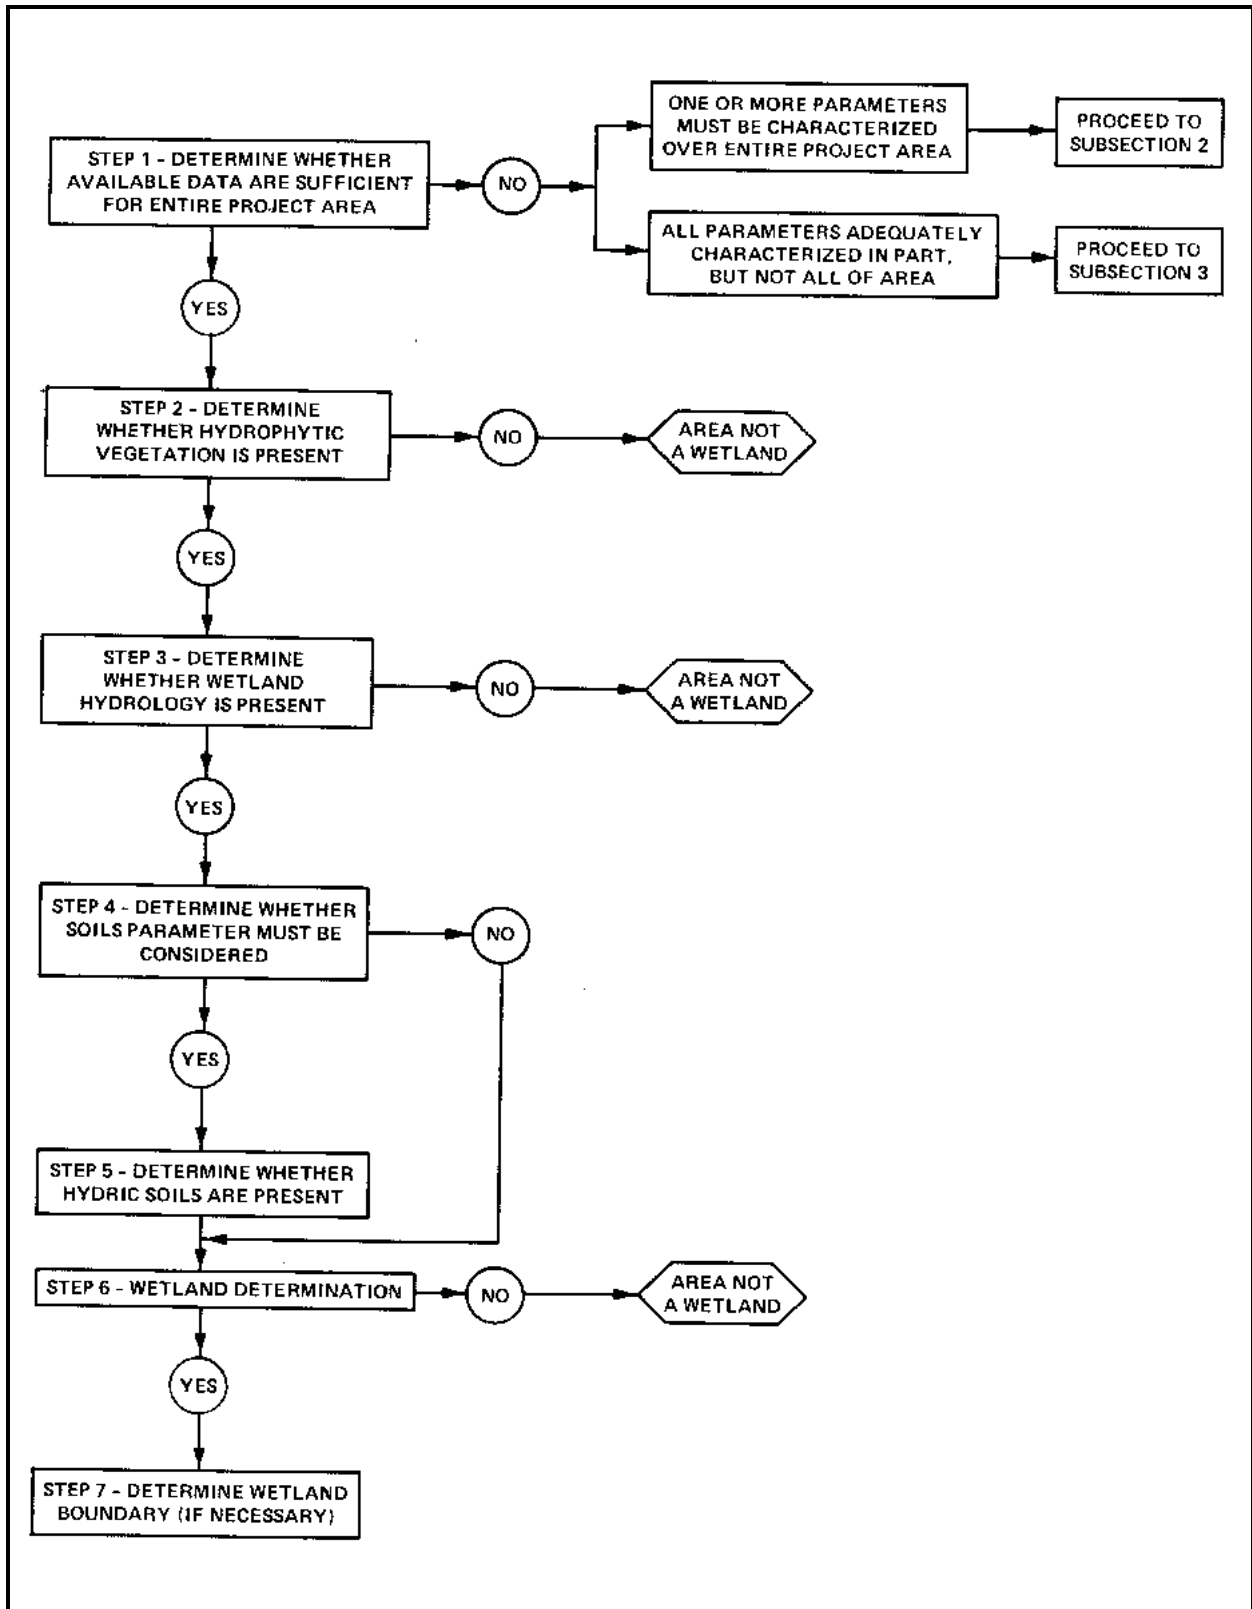 STEP 1 - DETERMINE WHETHER
AVAILABLE DATA ARE SUFFICIENT
FOR ENTIRE PROJECT AREA
NO
ONE OR MORE PARAMETERS
MUST BE CHARACTERIZED
OVER ENTIRE PROJECT AREA
PROCEED TO
SUBSECTION 2
ALL PARAMETERS ADEQUATELY
CHARACTERIZED IN PART,
BUT NOT ALL OF AREA
PROCEED TO
SUBSECTION 3
YES
STEP 2 - DETERMINE
WHETHER HYDROPHYTIC
VEGETATION IS PRESENT
NO
AREA NOT
A WETLAND
YES
STEP 3 - DETERMINE
WHETHER WETLAND
HYDROLOGY IS PRESENT
NO
AREA NOT
A WETLAND
YES
STEP 4 - DETERMINE WHETHER
SOILS PARAMETER MUST BE
CONSIDERED
NO
YES
STEP 5 - DETERMINE WHETHER
HYDRIC SOILS ARE PRESENT
STEP 6 - WETLAND DETERMINATION
NO
AREA NOT
A WETLAND
YES
STEP 7 - DETERMINE WETLAND
BOUNDARY (IF NECESSARY)